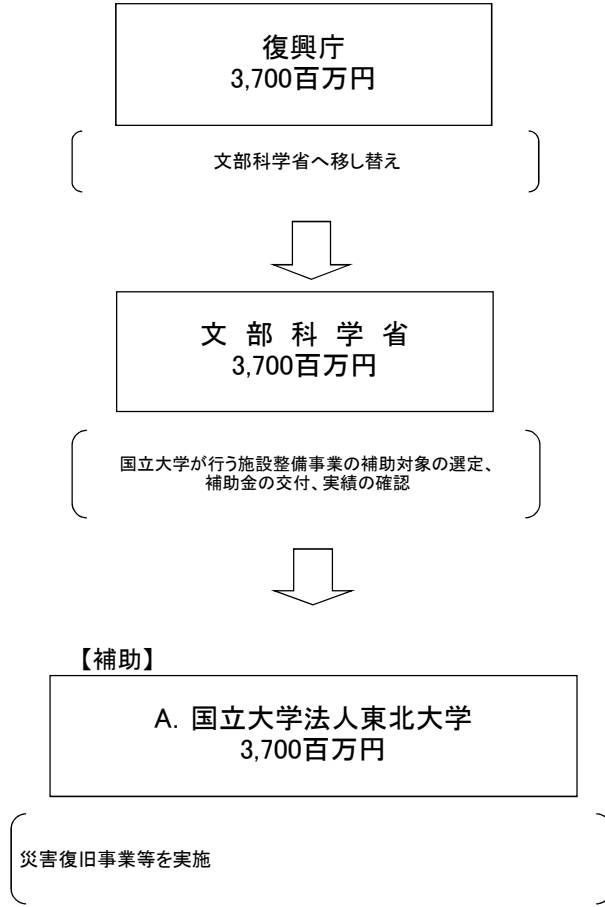 復興庁
3,700百万円
文部科学省へ移し替え
文 部 科 学 省
3,700百万円
国立大学が行う施設整備事業の補助対象の選定、
補助金の交付、実績の確認
【補助】
A. 国立大学法人東北大学
3,700百万円
災害復旧事業等を実施